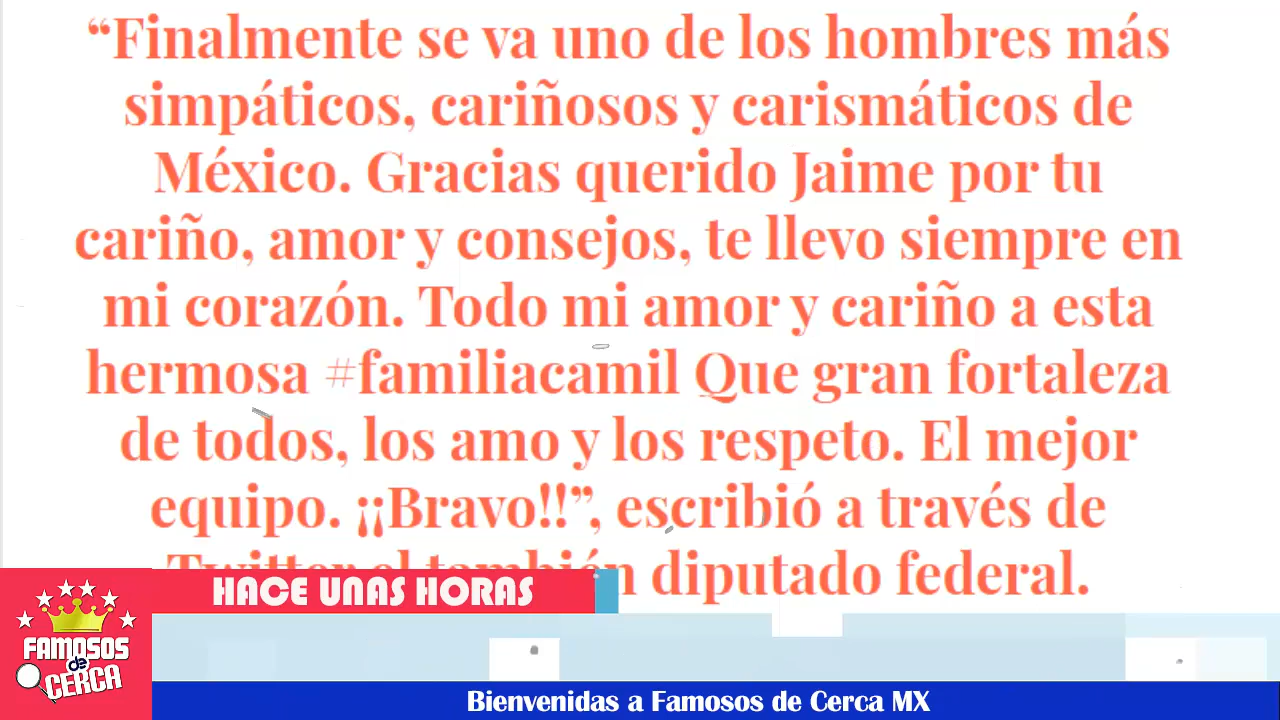 “Finalmente se va uno de los hombres más
simpáticos, cariñosos y carismáticos de
México. Gracias querido Jaime por tu
cariño, amor y consejos, te llevo siempre en
mi corazón. Todo mi amor y cariño a esta
hermosa #familiacamil Que gran fortaleza
de todos, los amo y los respeto. El mejor
equipo. ¡¡Bravo!!”, escribió a través de
Twitter el también diputado federal.
HACE UNAS HORAS
FAMOSOS
de
CERCA
Bienvenidas a Famosos de Cerca MX